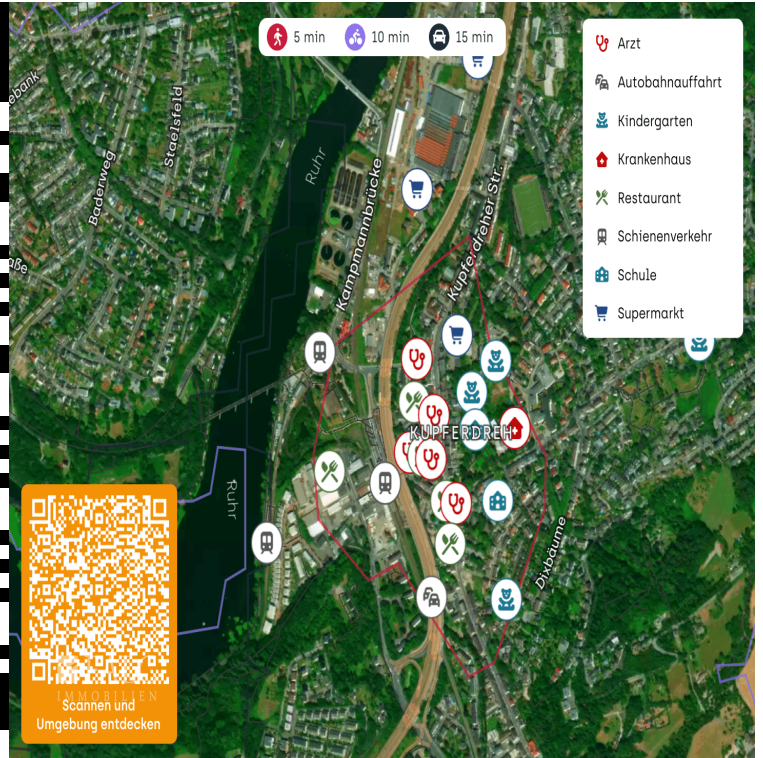 5 min
10 min
15 min
Arzt
Autobahnauffahrt
Kindergarten
Krankenhaus
Restaurant
Schienenverkehr
Schule
Supermarkt
Staelsfeld
Baderweg
Ruhr
Kampmannbrücke
Kupferdreher Str.
KUPFERDREH
Ruhr
Dixbäume
IMMOBILIEN
Scannen und
Umgebung entdecken